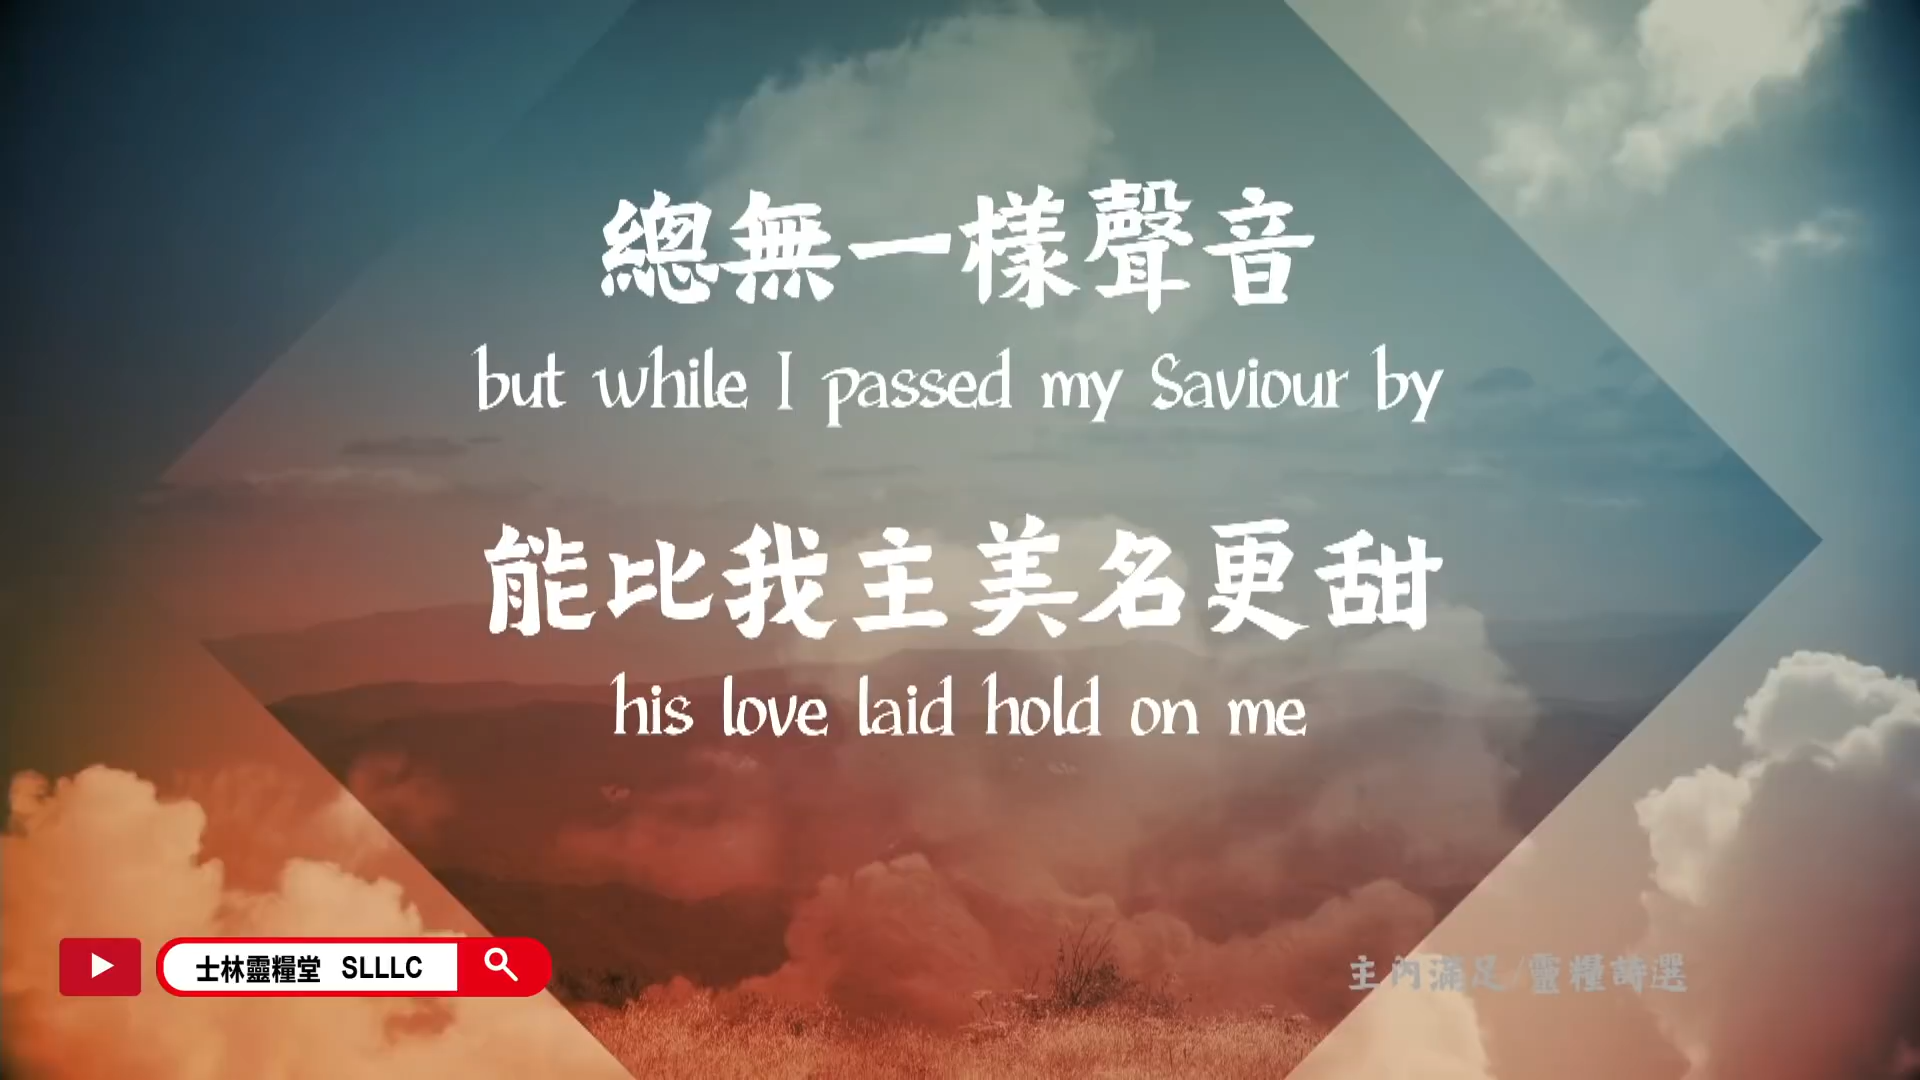 總無一樣聲音
but while I passed my Saviour by
能比我主美名更甜
his love laid hold on me
士林靈糧堂 SLLLC
主內滿足/靈糧詩選